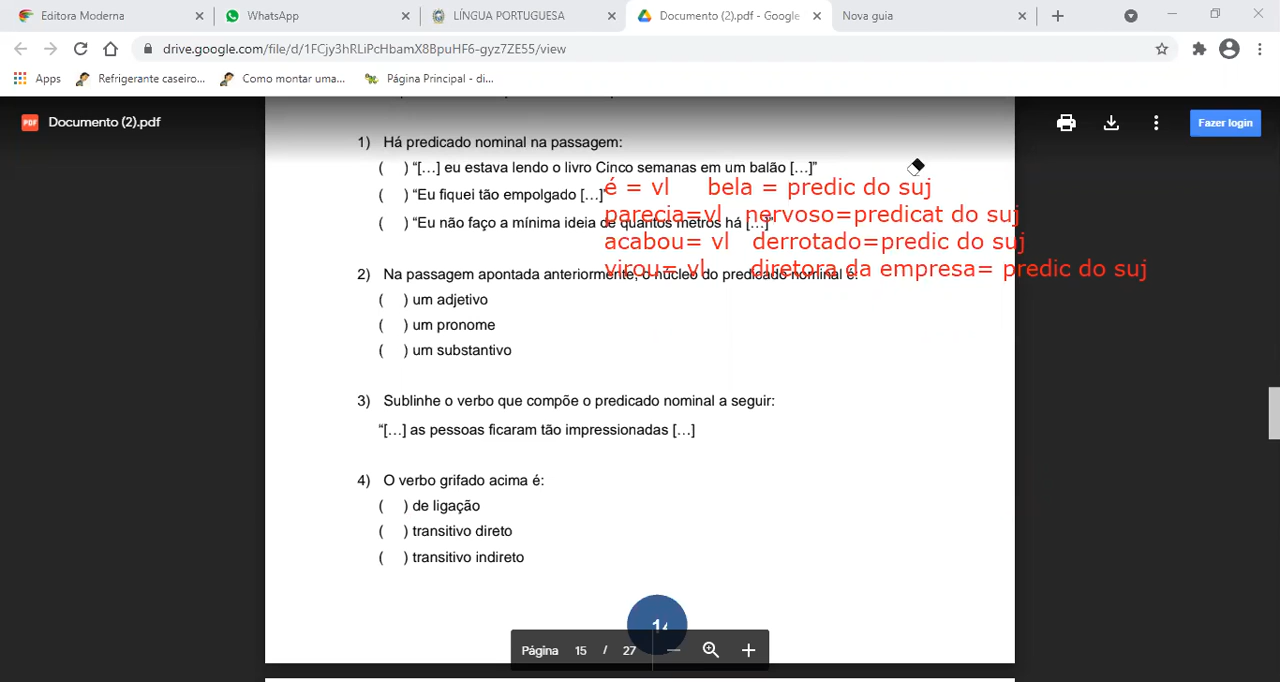 Editora Moderna
WhatsApp
LÍNGUA PORTUGUESA
Documento (2).pdf - Google
Nova guia
drive.google.com/file/d/1FCjy3hRLiPcHbamX8BpuHF6-gyz7ZE55/view
Apps
Refrigerante caseiro...
Como montar uma...
Página Principal - di...
PDF
Documento (2).pdf
Fazer login
1) Há predicado nominal na passagem:
( ) “[…] eu estava lendo o livro Cinco semanas em um balão […]”
é = vl bela = predic do suj
( ) “Eu fiquei tão empolgado […]”
parecia=vl nervoso=predicat do suj
( ) “Eu não faço a mínima ideia de quantos metros há […]”
acabou= vl derrotado=predic do suj
virou= vl diretora da empresa= predic do suj
2) Na passagem apontada anteriormente, o núcleo do predicado nominal é:
( ) um adjetivo
( ) um pronome
( ) um substantivo
3) Sublinhe o verbo que compõe o predicado nominal a seguir:
“[…] as pessoas ficaram tão impressionadas […]
4) O verbo grifado acima é:
( ) de ligação
( ) transitivo direto
( ) transitivo indireto
Página 15 / 27